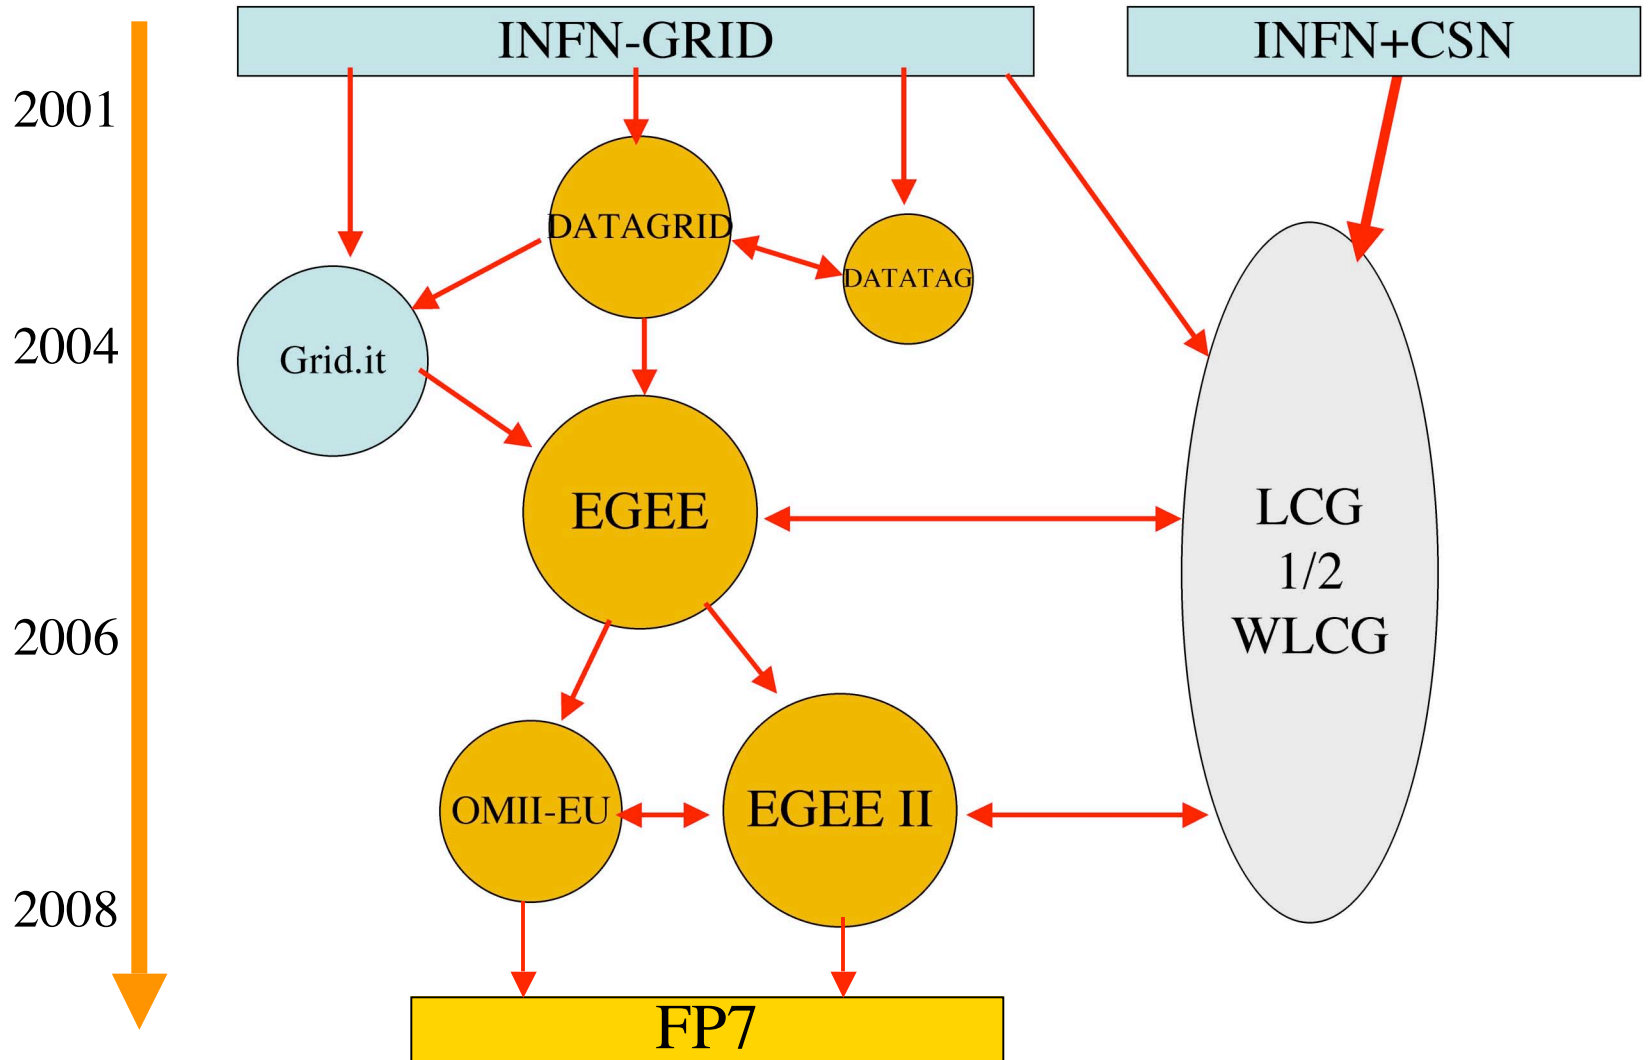 INFN-GRID
INFN+CSN
2001
DATAGRID
DATATAG
2004
Grid.it
EGEE
LCG
1/2
WLCG
2006
OMII-EU
EGEE II
2008
FP7